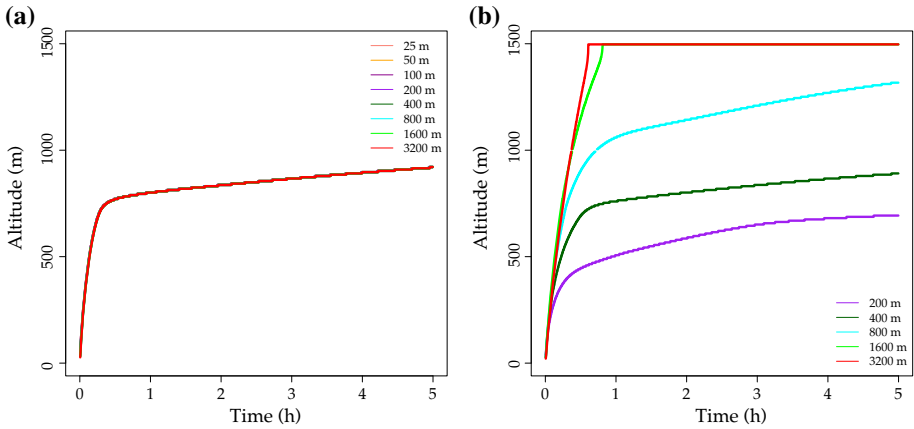 (a)
Altitude (m)
1500
1000
500
0
25 m
50 m
100 m
200 m
400 m
800 m
1600 m
3200 m
0 1 2 3 4 5
Time (h)
(b)
Altitude (m)
1500
1000
500
0
200 m
400 m
800 m
1600 m
3200 m
0 1 2 3 4 5
Time (h)